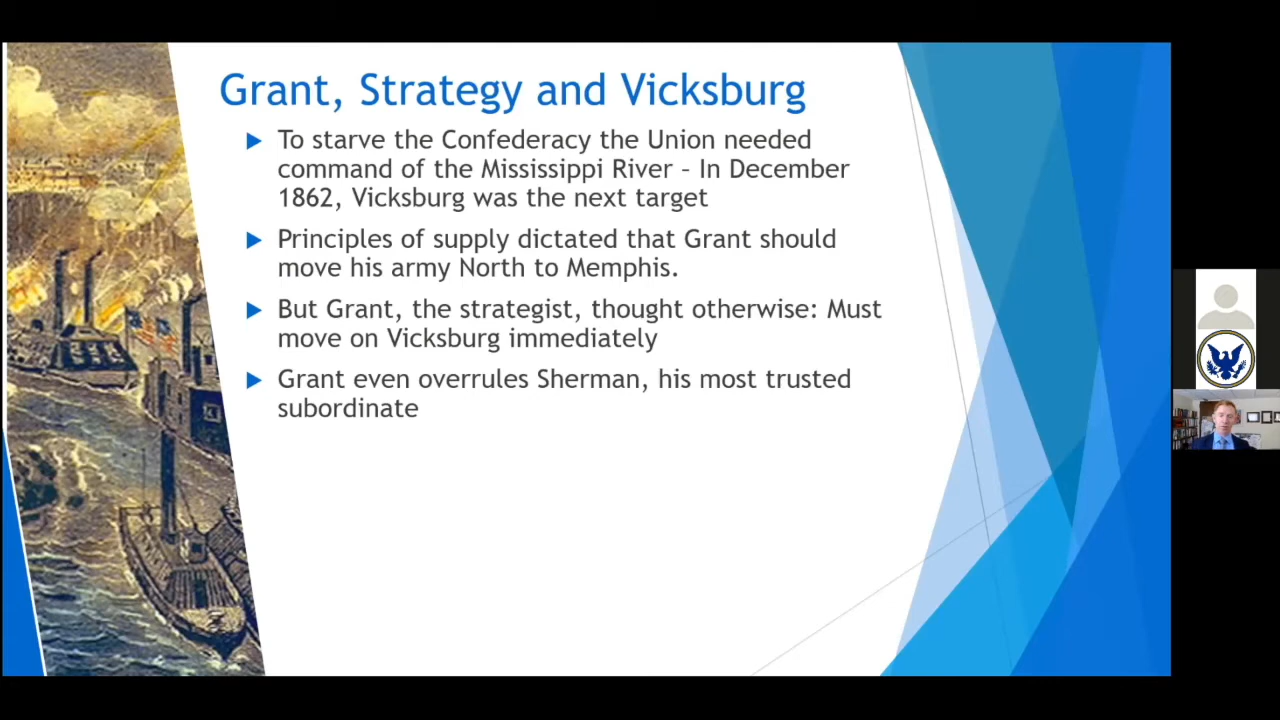 Grant, Strategy and Vicksburg
To starve the Confederacy the Union needed
command of the Mississippi River – In December
1862, Vicksburg was the next target
Principles of supply dictated that Grant should
move his army North to Memphis.
But Grant, the strategist, thought otherwise: Must
move on Vicksburg immediately
Grant even overrules Sherman, his most trusted
subordinate